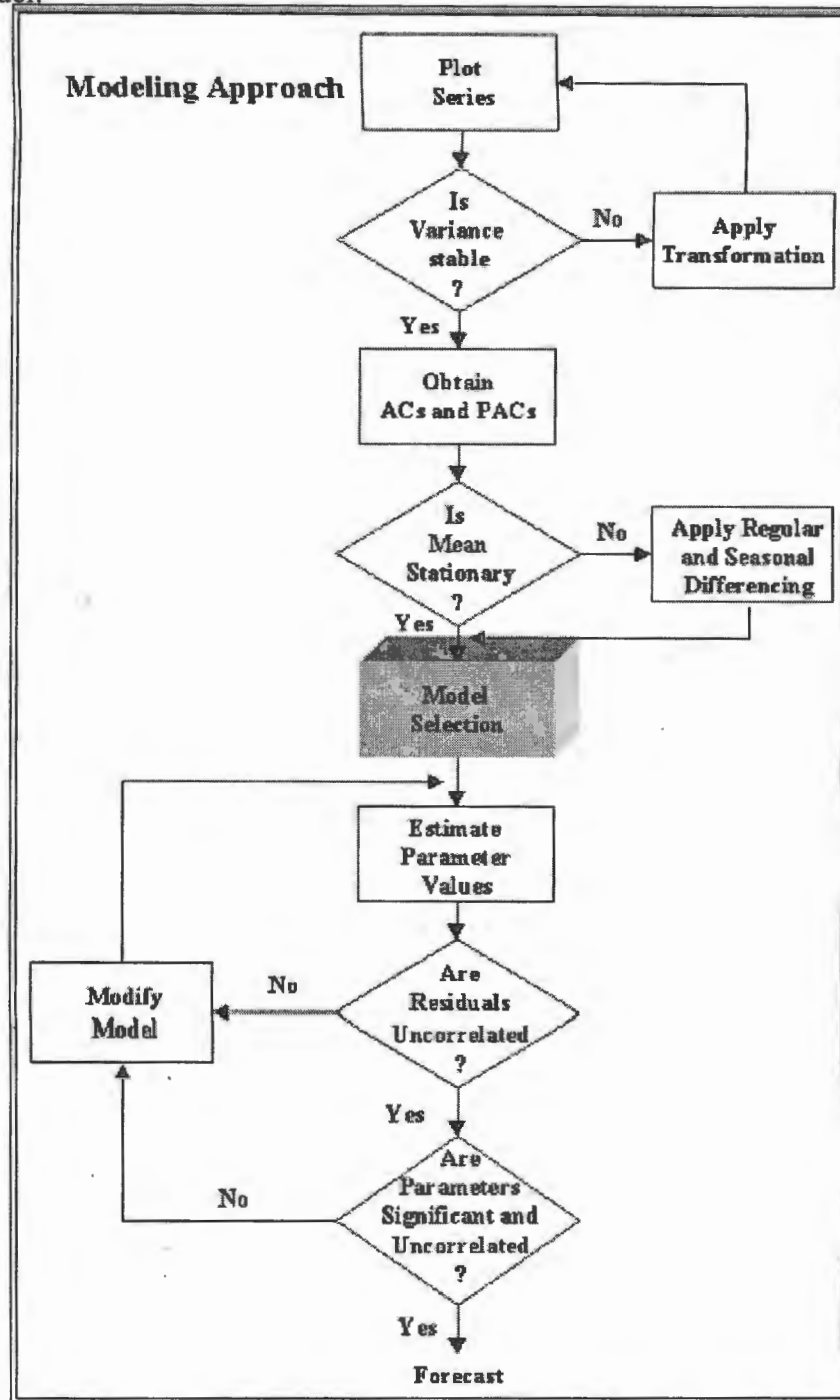 Modeling Approach
Plot
Series
Is
Variance
stable
?
No
Apply
Transformation
Yes
Obtain
ACs and PACs
Is
Mean
Stationary
?
No
Apply Regular
and Seasonal
Differencing
Yes
Model
Selection
Estimate
Parameter
Values
Are
Residuals
Uncorrelated
?
No
Modify
Model
Yes
Are
Parameters
Significant and
Uncorrelated
?
No
Yes
Forecast